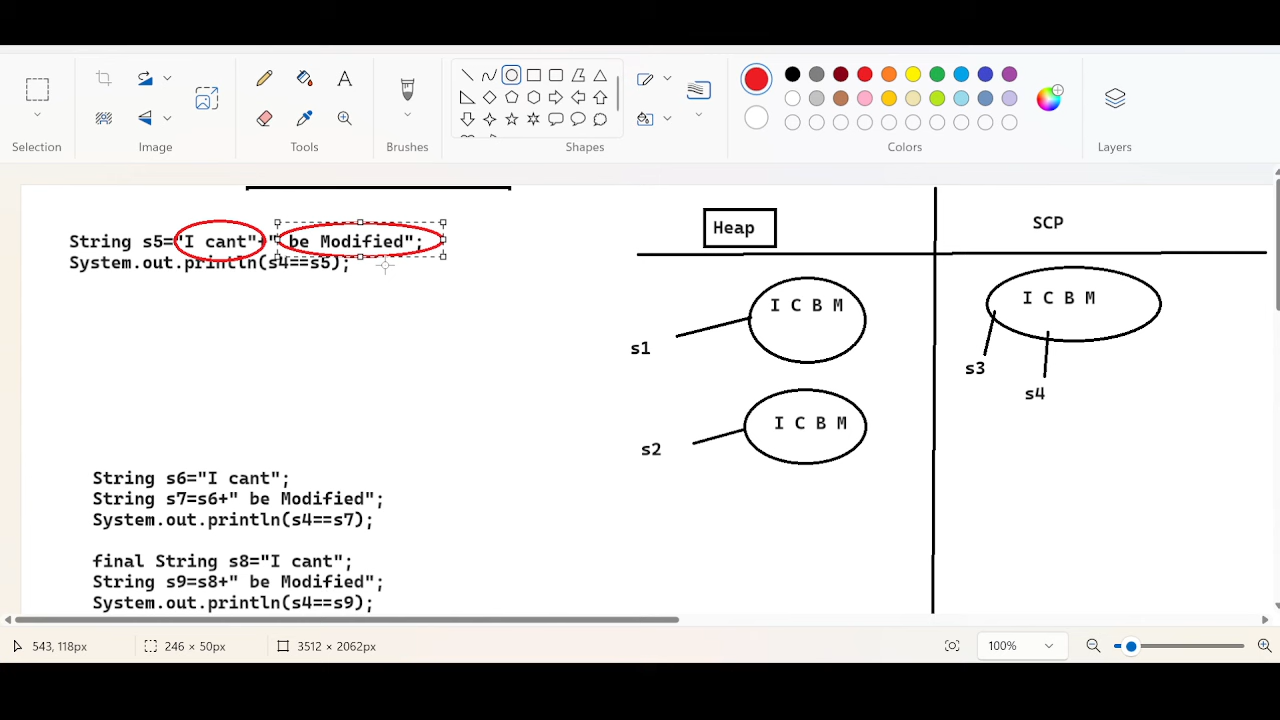 Selection
Image
Tools
Brushes
Shapes
Colors
Layers
String s5="I cant"+" be Modified";
System.out.println(s4==s5);
String s6="I cant";
String s7=s6+" be Modified";
System.out.println(s4==s7);
final String s8="I cant";
String s9=s8+" be Modified";
System.out.println(s4==s9);
Heap
SCP
I C B M
s1
I C B M
s2
I C B M
s3
s4
543, 118px
246 × 50px
3512 × 2062px
100%